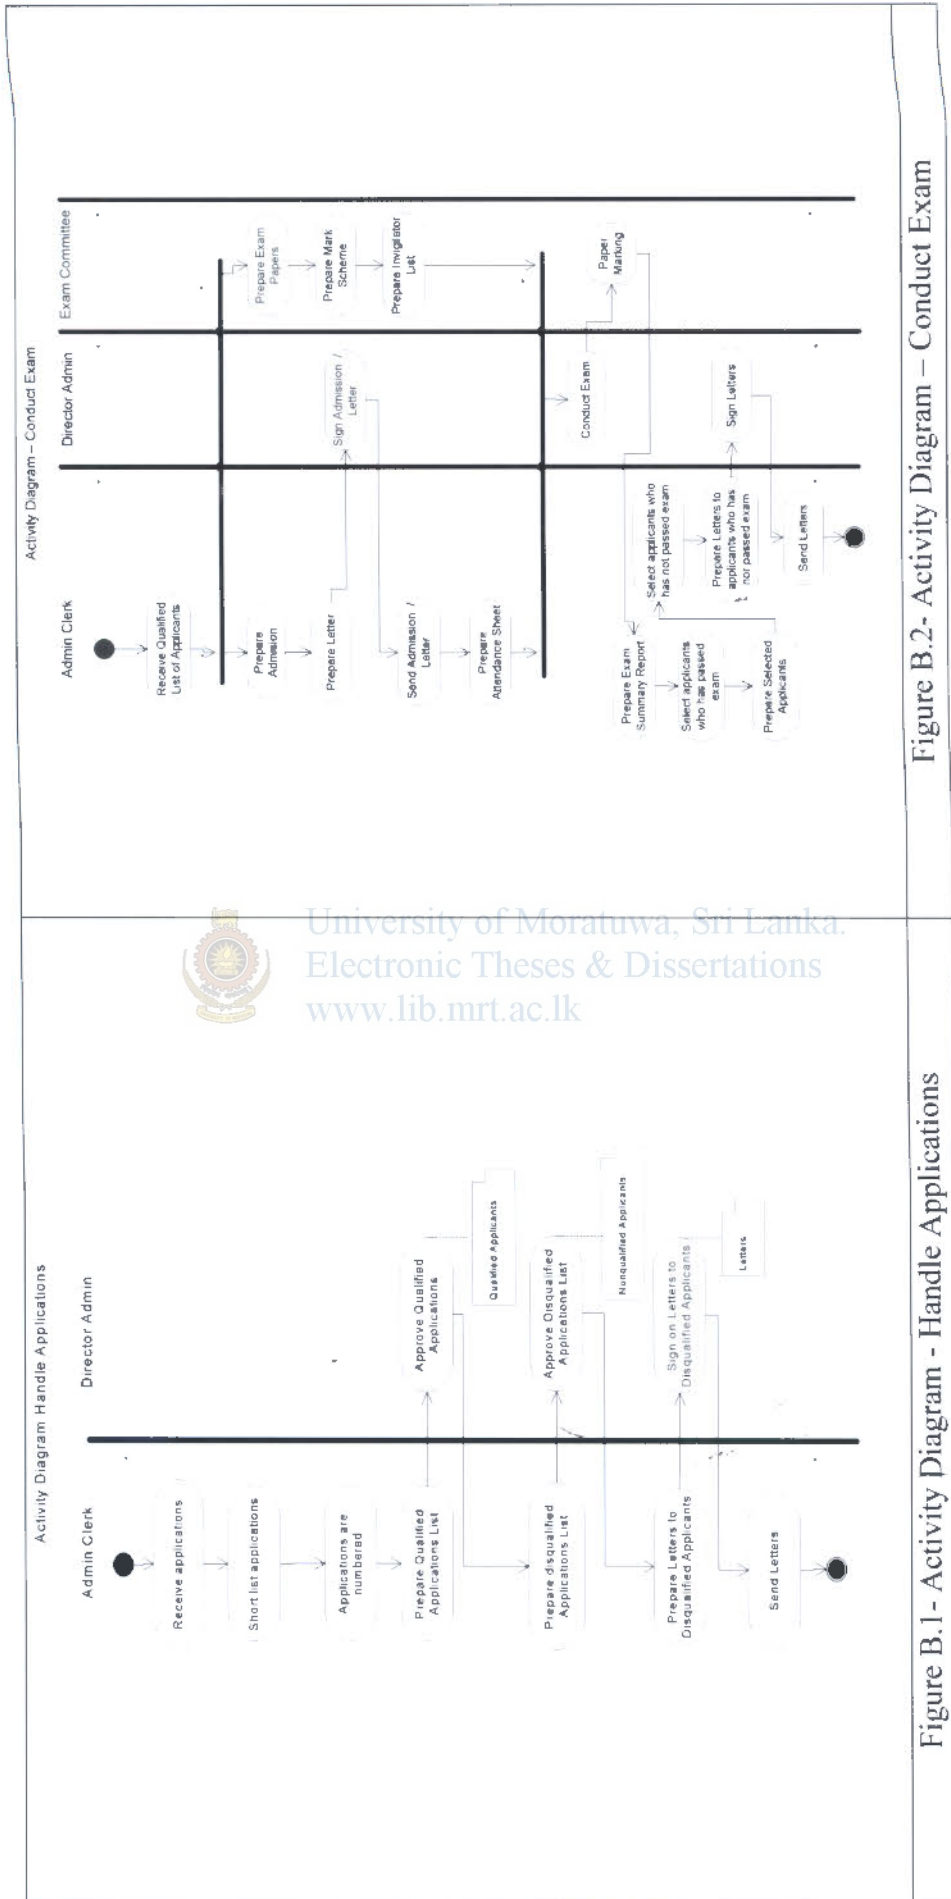 Activity Diagram Handle Applications
Admin Clerk
Director Admin
Receive applications
Short list applications
Applications are
numbered
Prepare Qualified
Applications List
Approve Qualified
Applications
Qualified Applicants
Prepare disqualified
Applications List
Approve Disqualified
Applications List
Nunqualified Applicants
Prepare Letters to
Disqualified Applicants
Sign on Letters to
Disqualified Applicants
Letters
Send Letters
Figure B.1- Activity Diagram - Handle Applications
Activity Diagram – Conduct Exam
Admin Clerk
Director Admin
Exam Committee
Receive Qualified
List of Applicants
Prepare
Admission
Prepare Exam
Papers
Prepare Letter
Sign Admission /
Letter
Prepare Mark
Scheme
Send Admission /
Letter
Prepare Invigilator
List
Prepare
Attendance Sheet
Conduct Exam
Paper
Marking
Prepare Exam
Summary Report
Select applicants who
has not passed exam
Select applicants
who has passed
exam
Prepare Letters to
applicants who has
nor passed exam
Sign Letters
Prepare Selected
Applicants
Send Letters
Figure B.2- Activity Diagram – Conduct Exam
University of Moratuwa, Sri Lanka.
Electronic Theses & Dissertations
www.lib.mrt.ac.lk